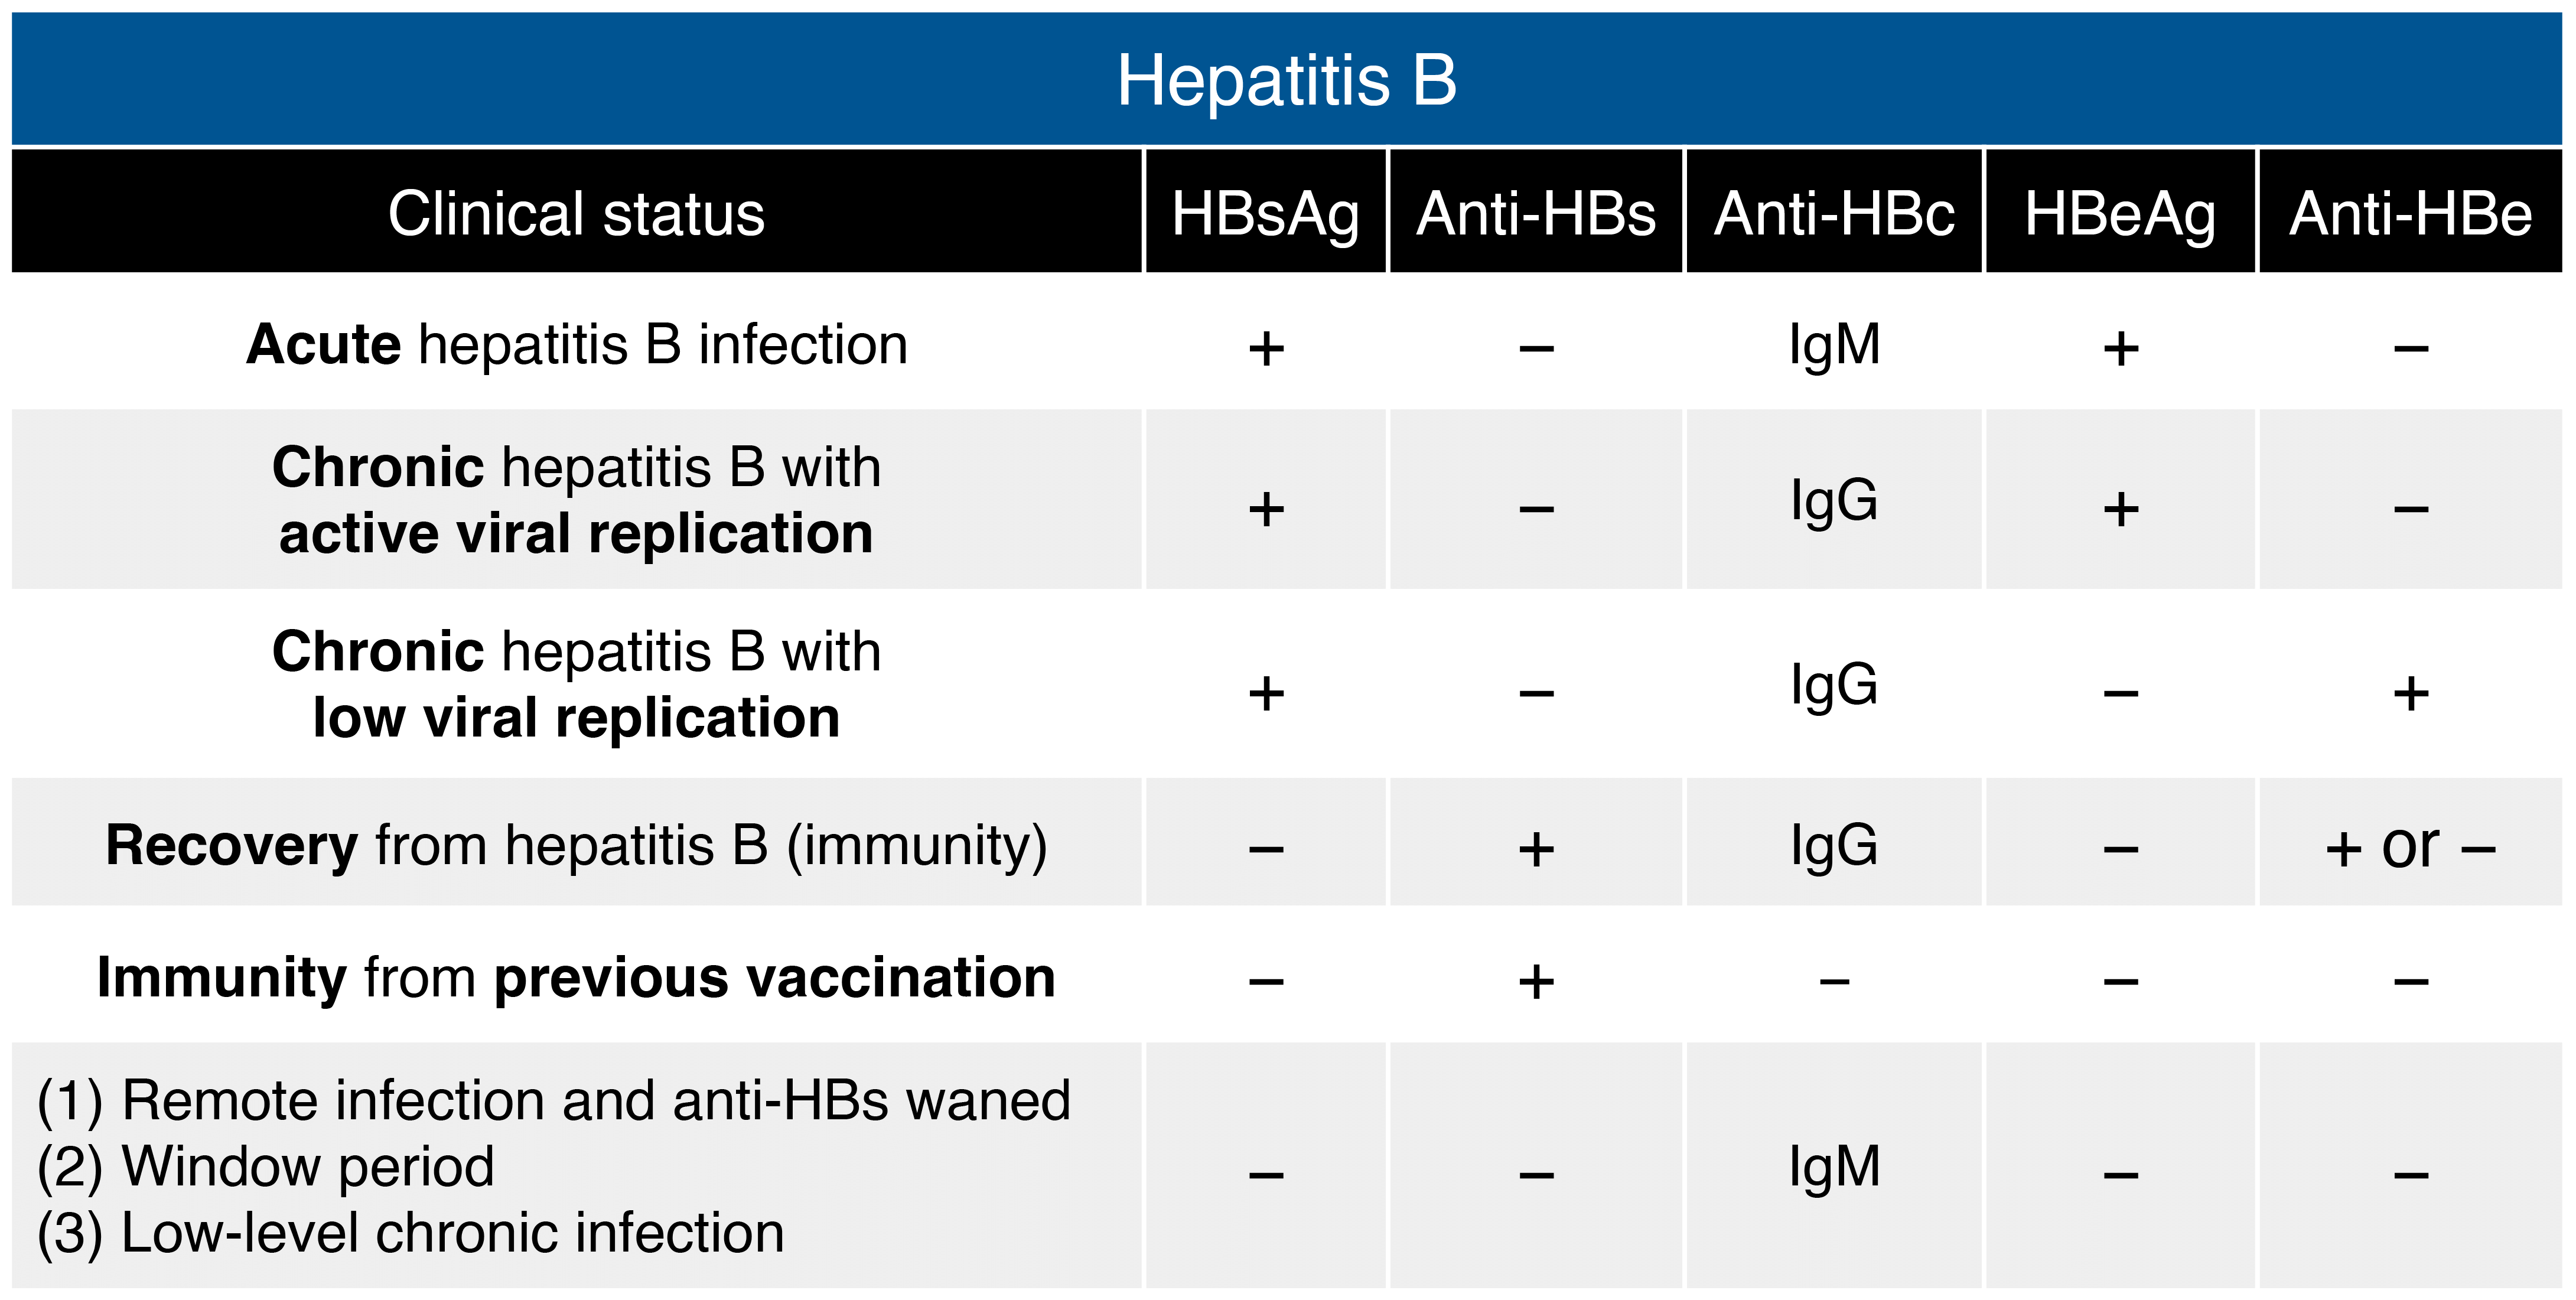 Hepatitis B
Clinical status HBsAg Anti-HBs Anti-HBc HBeAg Anti-HBe
Acute hepatitis B infection + – IgM + –
Chronic hepatitis B with
active viral replication + – IgG + –
Chronic hepatitis B with
low viral replication + – IgG – +
Recovery from hepatitis B (immunity) – + IgG – + or –
Immunity from previous vaccination – + – – –
(1) Remote infection and anti-HBs waned
(2) Window period – – IgM – –
(3) Low-level chronic infection